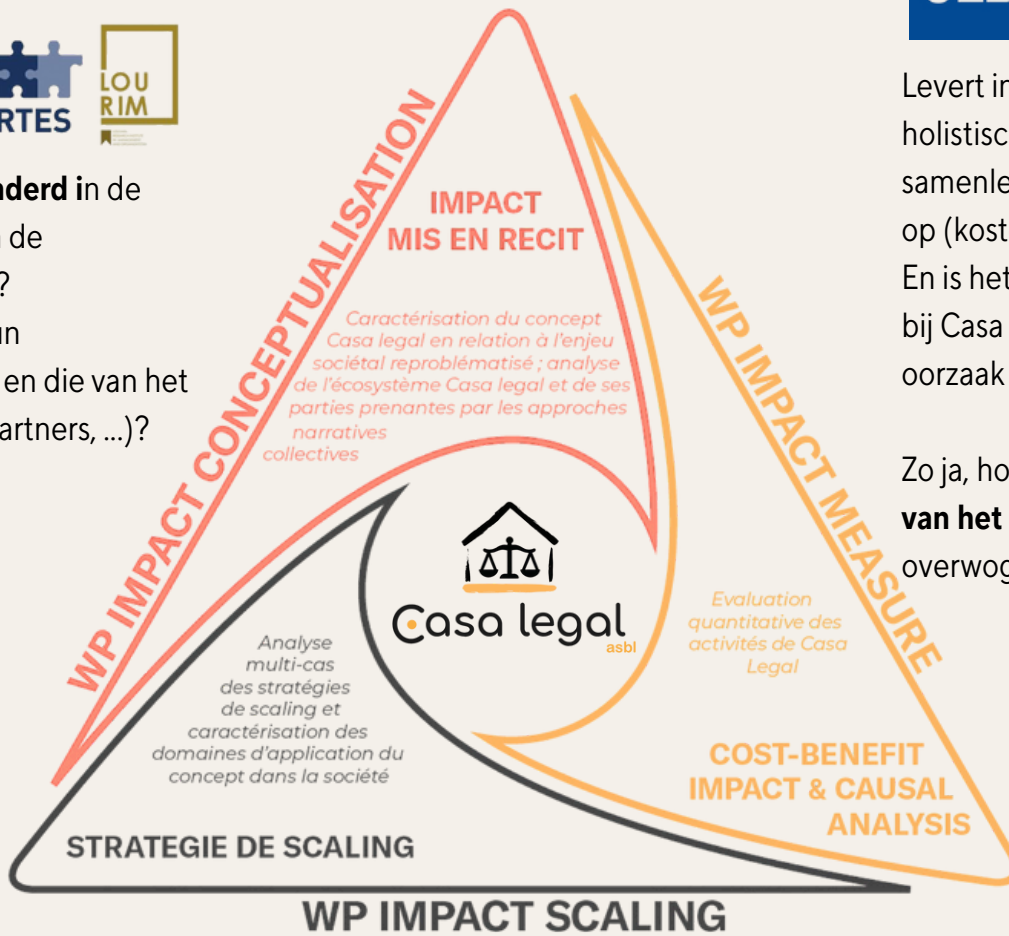 RTES
LOU
RIM
nderd in de
de
?
un
en die van het
artners, ...)?
WP IMPACT CONCEPTUALISATION
IMPACT
MIS EN RECIT
Caractérisation du concept
Casa legal en relation à l'enjeu
sociétal reproblématisé ; analyse
de l'écosystème Casa legal et de ses
parties prenantes par les approches
narratives
collectives
Casa legal
asbl
Analyse
multi-cas
des stratégies
de scaling et
caractérisation des
domaines d'application du
concept dans la société
STRATEGIE DE SCALING
WP IMPACT SCALING
WP IMPACT MEASURE
Evaluation
quantitative des
activités de Casa
Legal
COST-BENEFIT
IMPACT & CAUSAL
ANALYSIS
Levert in
holistisc
samenle
op (kost
En is het
bij Casa
oorzaak
Zo ja, ho
van het
overwog